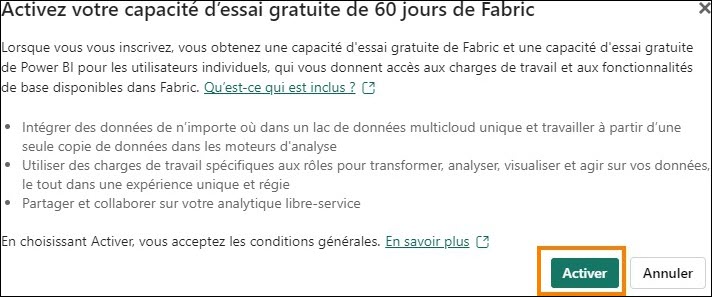 Activez votre capacité d’essai gratuite de 60 jours de Fabric
Lorsque vous vous inscrivez, vous obtenez une capacité d'essai gratuite de Fabric et une capacité d'essai gratuite
de Power BI pour les utilisateurs individuels, qui vous donnent accès aux charges de travail et aux fonctionnalités
de base disponibles dans Fabric. Qu’est-ce qui est inclus ?
• Intégrer des données de n’importe où dans un lac de données multicloud unique et travailler à partir d’une
seule copie de données dans les moteurs d'analyse
• Utiliser des charges de travail spécifiques aux rôles pour transformer, analyser, visualiser et agir sur vos données,
le tout dans une expérience unique et régie
• Partager et collaborer sur votre analytique libre-service
En choisissant Activer, vous acceptez les conditions générales. En savoir plus
Activer Annuler